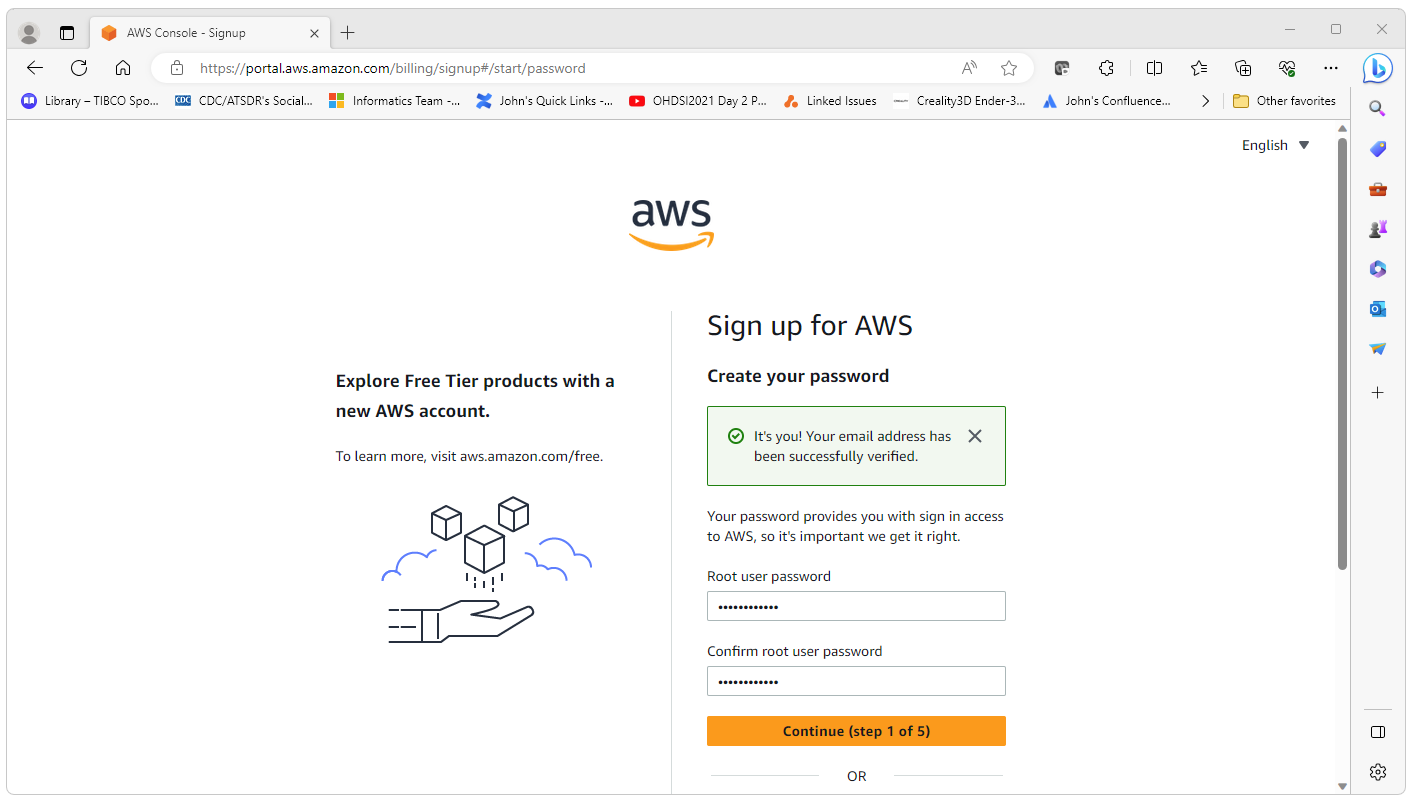 AWS Console - Signup
https://portal.aws.amazon.com/billing/signup#/start/password
Library – TIBCO Spo...
CDC
CDC/ATSDR's Social...
Informatics Team -...
John's Quick Links -...
OHDSI2021 Day 2 P...
Linked Issues
Creality3D Ender-3...
John's Confluence...
Other favorites
English
aws
Explore Free Tier products with a
new AWS account.
To learn more, visit aws.amazon.com/free.
Sign up for AWS
Create your password
It's you! Your email address has
been successfully verified.
Your password provides you with sign in access
to AWS, so it's important we get it right.
Root user password
••••••••••••
Confirm root user password
••••••••••••
Continue (step 1 of 5)
OR